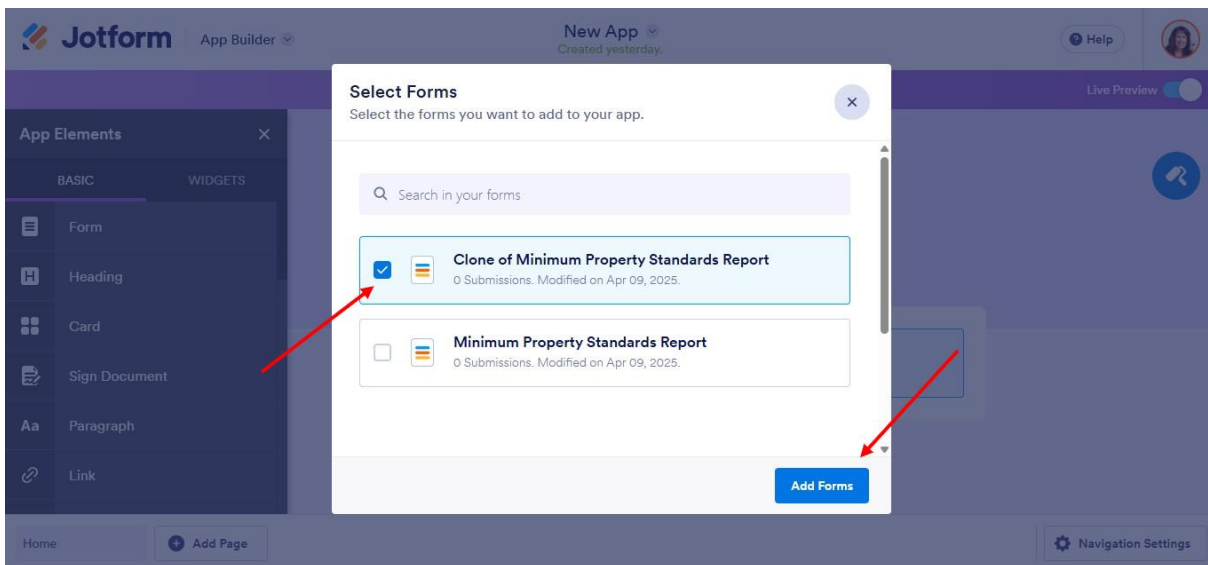 Jotform
App Builder
New App
Created yesterday.
Help
Live Preview
App Elements
BASIC
WIDGETS
Form
H
Heading
Card
Sign Document
Aa
Paragraph
Link
Select Forms
Select the forms you want to add to your app.
Search in your forms
Clone of Minimum Property Standards Report
0 Submissions. Modified on Apr 09, 2025.
Minimum Property Standards Report
0 Submissions. Modified on Apr 09, 2025.
Add Forms
Home
Add Page
Navigation Settings